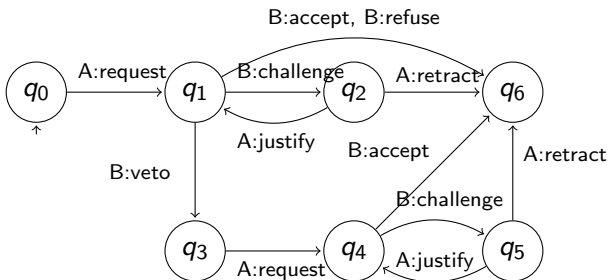 B:accept, B:refuse
A:request
B:challenge
A:retract
q0
q1
q2
q6
A:justify
B:accept
A:retract
B:veto
B:challenge
q3
q4
q5
A:justify
A:request